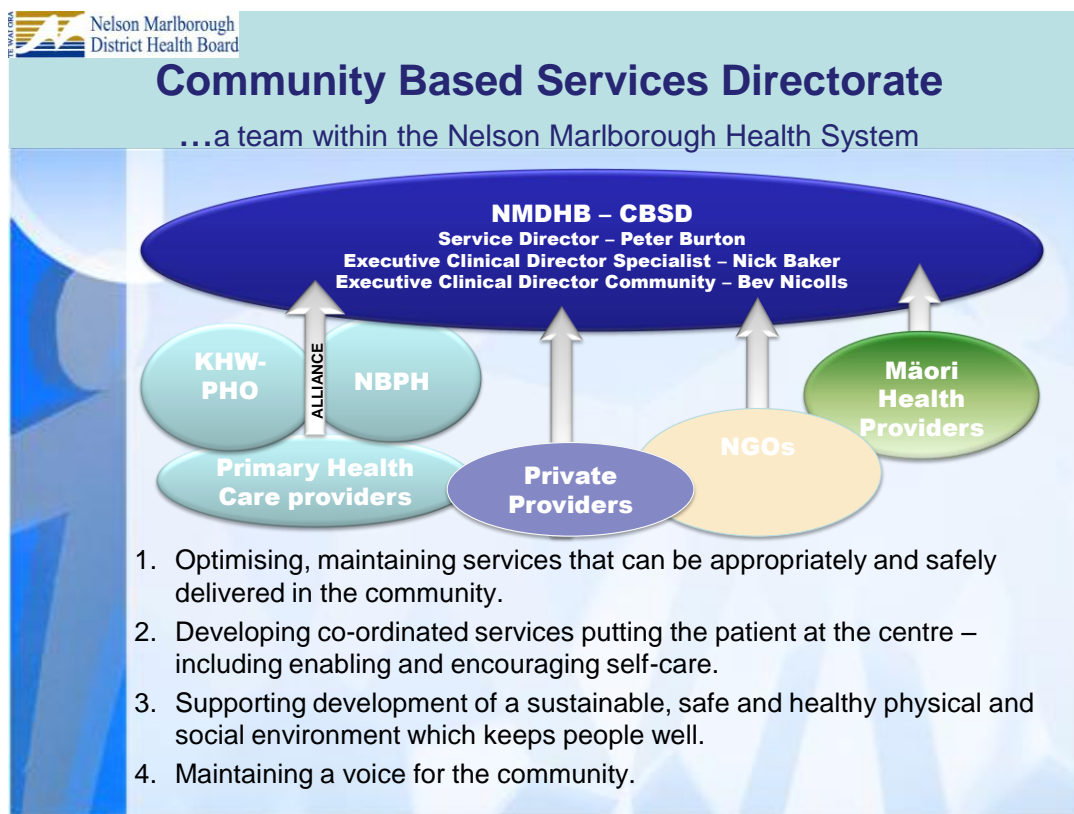 TE WAI ORA
Nelson Marlborough
District Health Board
Community Based Services Directorate
...a team within the Nelson Marlborough Health System
NMDHB – CBSD
Service Director – Peter Burton
Executive Clinical Director Specialist – Nick Baker
Executive Clinical Director Community – Bev Nicolls
KHW-
PHO
ALLIANCE
NBPH
Mäori
Health
Providers
NGOs
Primary Health
Care providers
Private
Providers
1. Optimising, maintaining services that can be appropriately and safely
delivered in the community.
2. Developing co-ordinated services putting the patient at the centre –
including enabling and encouraging self-care.
3. Supporting development of a sustainable, safe and healthy physical and
social environment which keeps people well.
4. Maintaining a voice for the community.